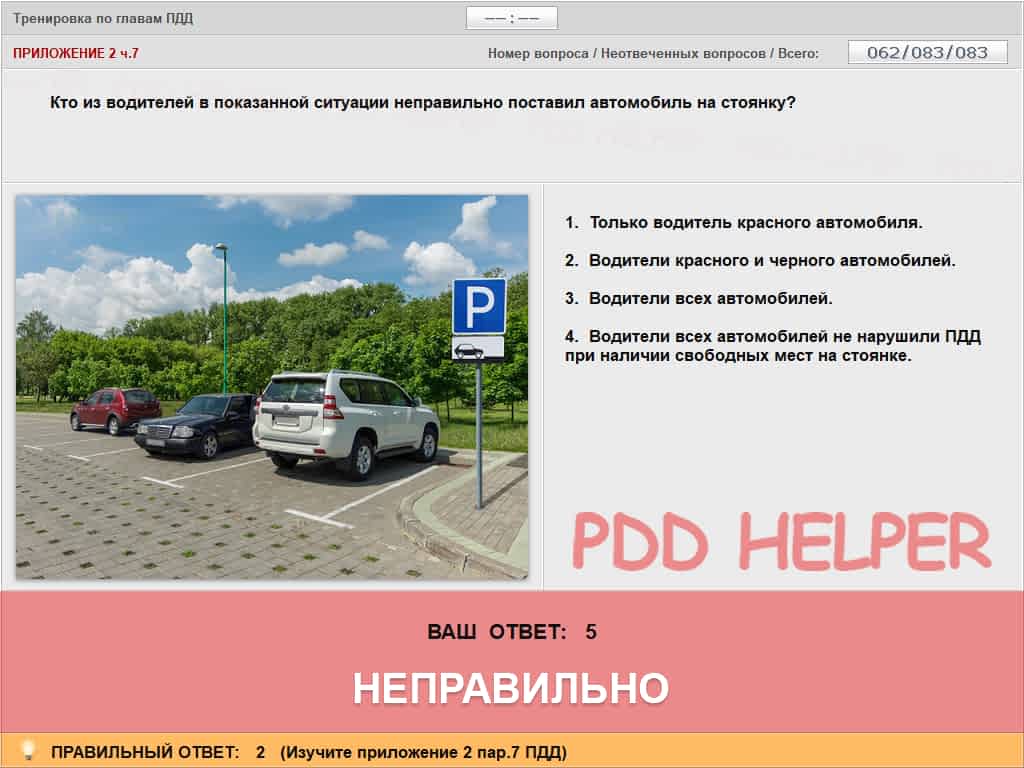 Тренировка по главам ПДД
—— : ——
ПРИЛОЖЕНИЕ 2 ч.7
Номер вопроса / Неотвеченных вопросов / Всего:
062/083/083
Кто из водителей в показанной ситуации неправильно поставил автомобиль на стоянку?
P
1. Только водитель красного автомобиля.
2. Водители красного и черного автомобилей.
3. Водители всех автомобилей.
4. Водители всех автомобилей не нарушили ПДД
при наличии свободных мест на стоянке.
PDD HELPER
ВАШ ОТВЕТ: 5
НЕПРАВИЛЬНО
ПРАВИЛЬНЫЙ ОТВЕТ: 2 (Изучите приложение 2 пар.7 ПДД)